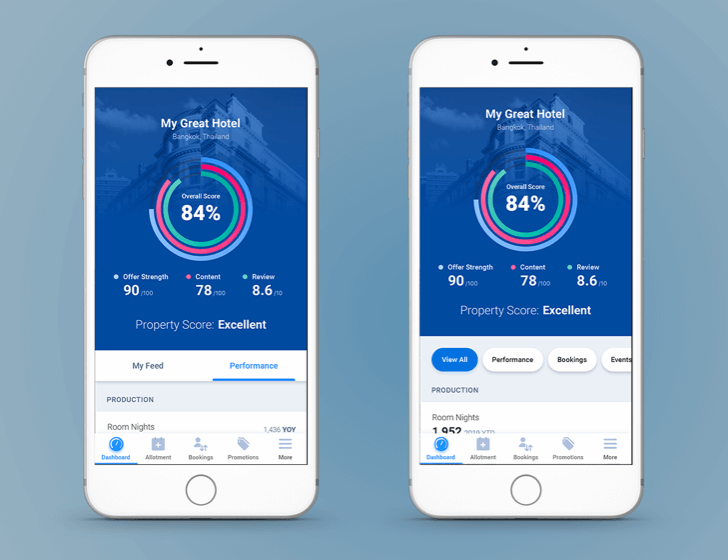 My Great Hotel
Bangkok, Thailand
Overall Score
84%
Offer Strength
90 /100
Content
78 /100
Review
8.6 /10
Property Score: Excellent
My Feed
Performance
PRODUCTION
Room Nights
1,436 YOY
Dashboard
Allotment
Bookings
Promotions
More
My Great Hotel
Bangkok, Thailand
Overall Score
84%
Offer Strength
90 /100
Content
78 /100
Review
8.6 /10
Property Score: Excellent
View All
Performance
Bookings
Events
PRODUCTION
Room Nights
1,952 2019 YTD
Dashboard
Allotment
Bookings
Promotions
More